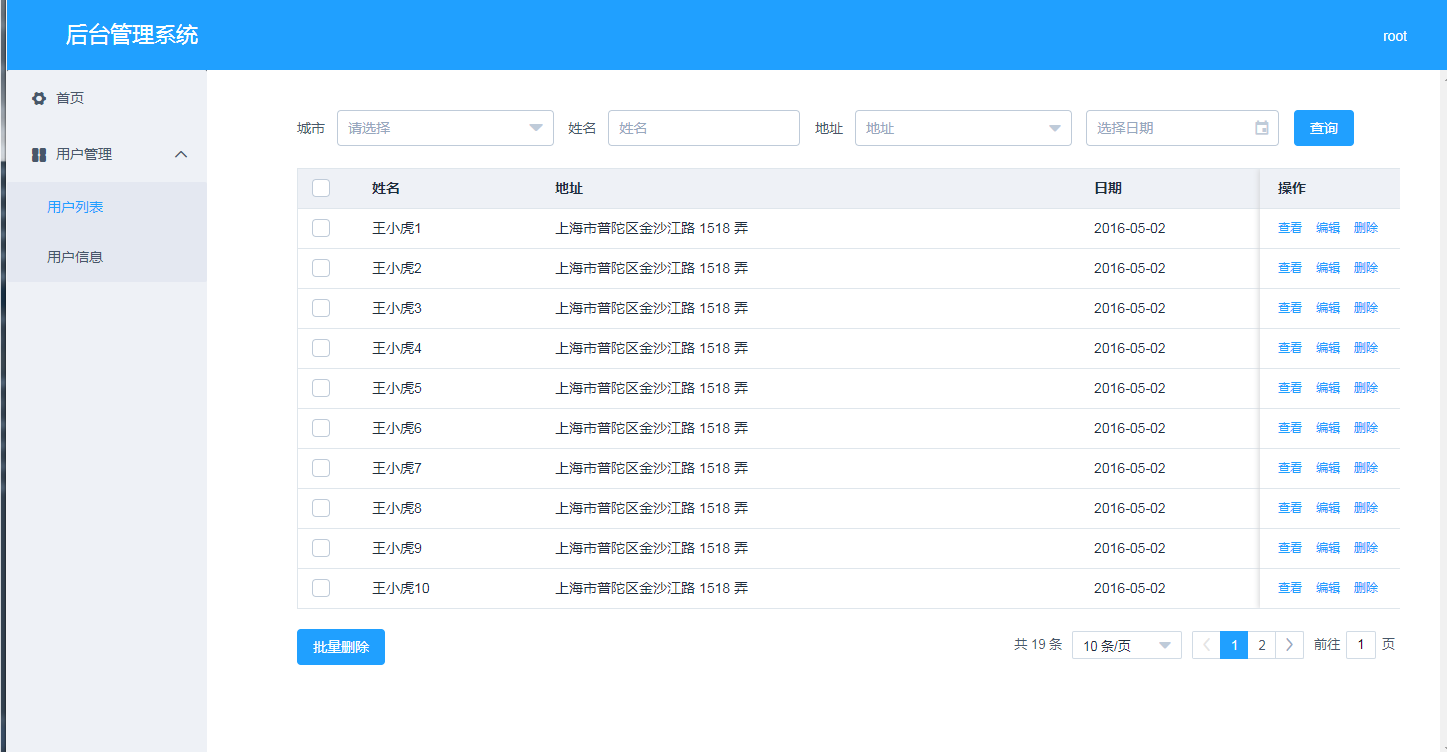 后台管理系统
root
首页
用户管理
用户列表
用户信息
城市 请选择 姓名 姓名 地址 地址 选择日期 查询
姓名 地址 日期 操作
王小虎1 上海市普陀区金沙江路 1518 弄 2016-05-02 查看 编辑 删除
王小虎2 上海市普陀区金沙江路 1518 弄 2016-05-02 查看 编辑 删除
王小虎3 上海市普陀区金沙江路 1518 弄 2016-05-02 查看 编辑 删除
王小虎4 上海市普陀区金沙江路 1518 弄 2016-05-02 查看 编辑 删除
王小虎5 上海市普陀区金沙江路 1518 弄 2016-05-02 查看 编辑 删除
王小虎6 上海市普陀区金沙江路 1518 弄 2016-05-02 查看 编辑 删除
王小虎7 上海市普陀区金沙江路 1518 弄 2016-05-02 查看 编辑 删除
王小虎8 上海市普陀区金沙江路 1518 弄 2016-05-02 查看 编辑 删除
王小虎9 上海市普陀区金沙江路 1518 弄 2016-05-02 查看 编辑 删除
王小虎10 上海市普陀区金沙江路 1518 弄 2016-05-02 查看 编辑 删除
批量删除 共 19 条 10 条/页 1 2 前往 1 页